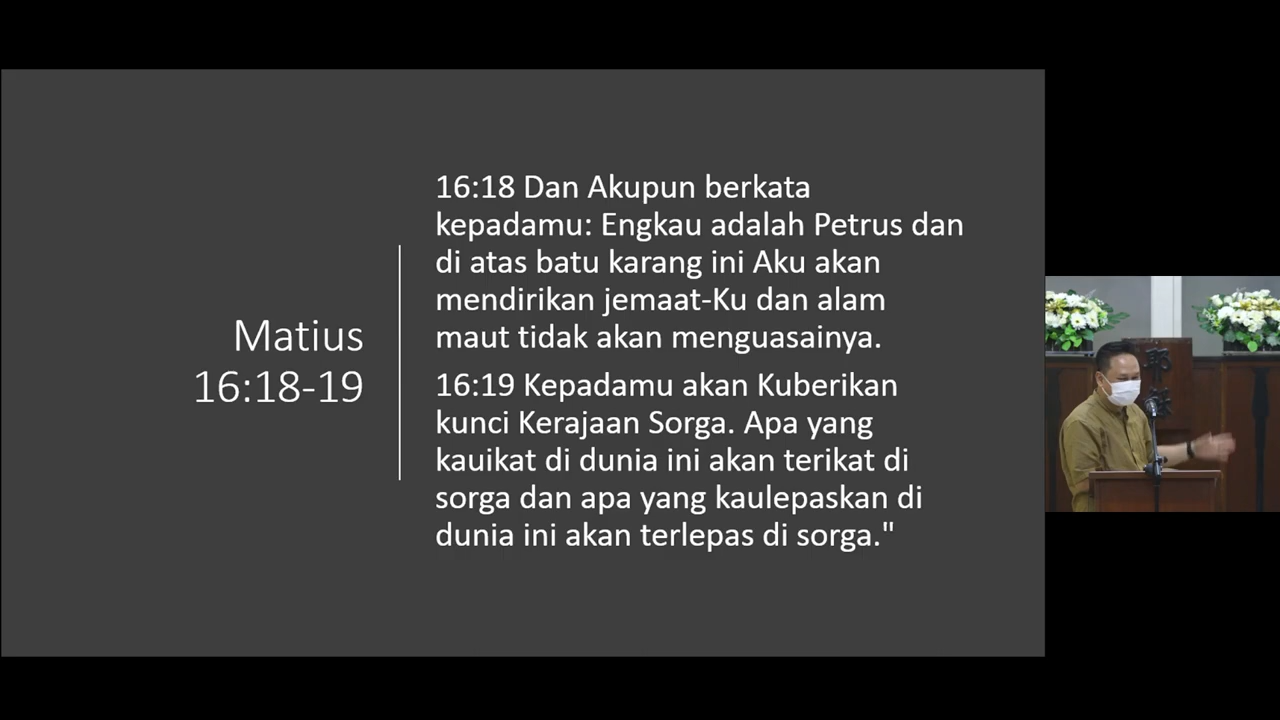 Matius
16:18-19
16:18 Dan Akupun berkata
kepadamu: Engkau adalah Petrus dan
di atas batu karang ini Aku akan
mendirikan jemaat-Ku dan alam
maut tidak akan menguasainya.
16:19 Kepadamu akan Kuberikan
kunci Kerajaan Sorga. Apa yang
kauikat di dunia ini akan terikat di
sorga dan apa yang kaulepaskan di
dunia ini akan terlepas di sorga."